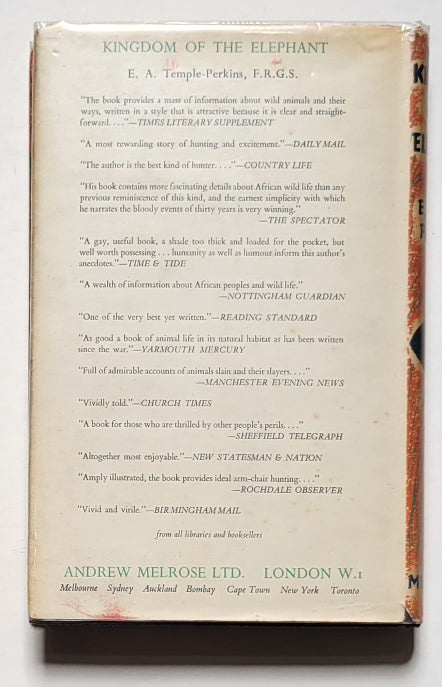 KINGDOM OF THE ELEPHANT
E. A. Temple-Perkins, F.R.G.S.
"The book provides a mass of information about wild animals and their
ways, written in a style that is attractive because it is clear and straight-
forward. . . ."—TIMES LITERARY SUPPLEMENT
"A most rewarding story of hunting and excitement."—DAILY MAIL
"The author is the best kind of hunter. . . ."—COUNTRY LIFE
"His book contains more fascinating details about African wild life than any
previous reminiscence of this kind, and the earnest simplicity with which
he narrates the bloody events of thirty years is very winning."
—THE SPECTATOR
"A gay, useful book, a shade too thick and loaded for the pocket, but
well worth possessing . . . humanity as well as humour inform this author's
anecdotes."—TIME & TIDE
"A wealth of information about African peoples and wild life."
—NOTTINGHAM GUARDIAN
"One of the very best yet written."—READING STANDARD
"As good a book of animal life in its natural habitat as has been written
since the war."—YARMOUTH MERCURY
"Full of admirable accounts of animals slain and their slayers. . . ."
—MANCHESTER EVENING NEWS
"Vividly told."—CHURCH TIMES
"A book for those who are thrilled by other people's perils. . . ."
—SHEFFIELD TELEGRAPH
"Altogether most enjoyable."—NEW STATESMAN & NATION
"Amply illustrated, the book provides ideal arm-chair hunting. . . ."
—ROCHDALE OBSERVER
"Vivid and virile."—BIRMINGHAM MAIL
from all libraries and booksellers
ANDREW MELROSE LTD. LONDON W.1
Melbourne Sydney Auckland Bombay Cape Town New York Toronto